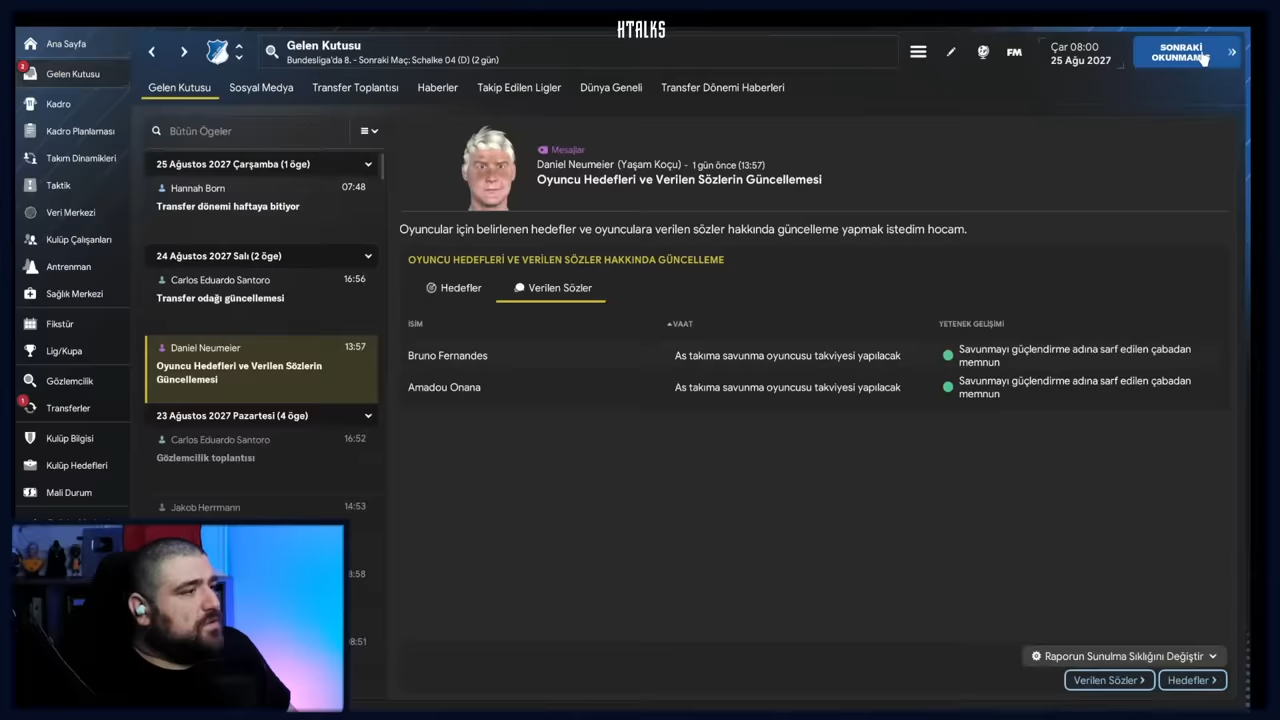 HTALKS
Ana Sayfa
Gelen Kutusu
Bundesliga'da 8. - Sonraki Maç: Schalke 04 (D) (2 gün)
FM
Çar 08:00
25 Ağu 2027
SONRAKİ
OKUNMAMIŞ
2
Gelen Kutusu
Kadro
Kadro Planlaması
Takım Dinamikleri
Taktik
Veri Merkezi
Kulüp Çalışanları
Antrenman
Sağlık Merkezi
Fikstür
Lig/Kupa
Gözlemcilik
1
Transferler
Kulüp Bilgisi
Kulüp Hedefleri
Mali Durum
Gelen Kutusu
Sosyal Medya
Transfer Toplantısı
Haberler
Takip Edilen Ligler
Dünya Geneli
Transfer Dönemi Haberleri
Bütün Ögeler
25 Ağustos 2027 Çarşamba (1 öge)
Hannah Born 07:48
Transfer dönemi haftaya bitiyor
24 Ağustos 2027 Salı (2 öge)
Carlos Eduardo Santoro 16:56
Transfer odağı güncellemesi
Daniel Neumeier 13:57
Oyuncu Hedefleri ve Verilen Sözlerin
Güncellemesi
23 Ağustos 2027 Pazartesi (4 öge)
Carlos Eduardo Santoro 16:52
Gözlemcilik toplantısı
Jakob Herrmann 14:53
8:58
8:51
Mesajlar
Daniel Neumeier (Yaşam Koçu) - 1 gün önce (13:57)
Oyuncu Hedefleri ve Verilen Sözlerin Güncellemesi
Oyuncular için belirlenen hedefler ve oyunculara verilen sözler hakkında güncelleme yapmak istedim hocam.
OYUNCU HEDEFLERİ VE VERİLEN SÖZLER HAKKINDA GÜNCELLEME
Hedefler
Verilen Sözler
İSİM VAAT YETENEK GELİŞİMİ
Bruno Fernandes As takıma savunma oyuncusu takviyesi yapılacak Savunmayı güçlendirme adına sarf edilen çabadan
memnun
Amadou Onana As takıma savunma oyuncusu takviyesi yapılacak Savunmayı güçlendirme adına sarf edilen çabadan
memnun
Raporun Sunulma Sıklığını Değiştir
Verilen Sözler
Hedefler